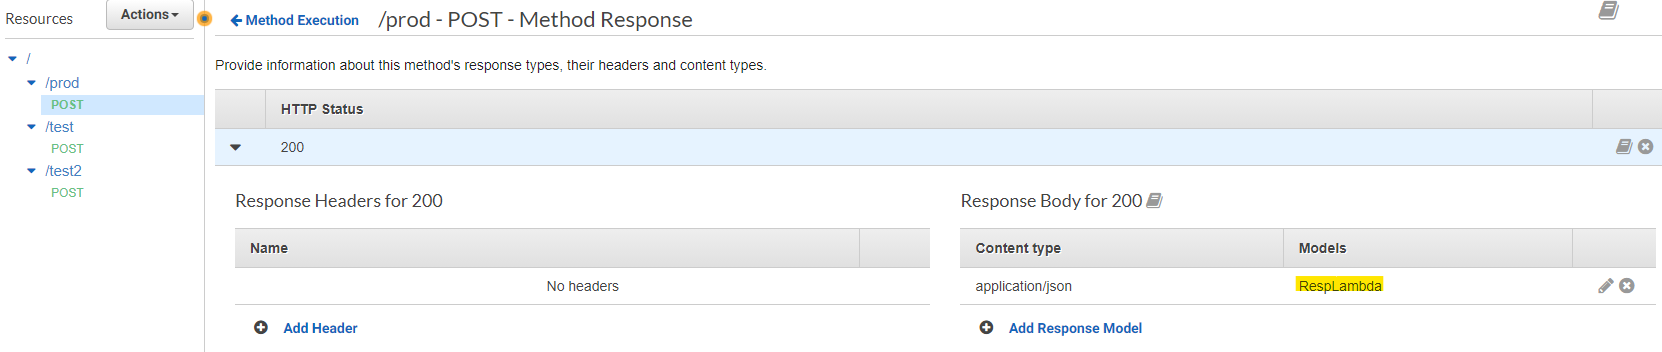 Resources
Actions
/
/prod
POST
/test
POST
/test2
POST
Method Execution
/prod - POST - Method Response
Provide information about this method's response types, their headers and content types.
HTTP Status
200
Response Headers for 200
Name
No headers
Add Header
Response Body for 200
Content type Models
application/json RespLambda
Add Response Model